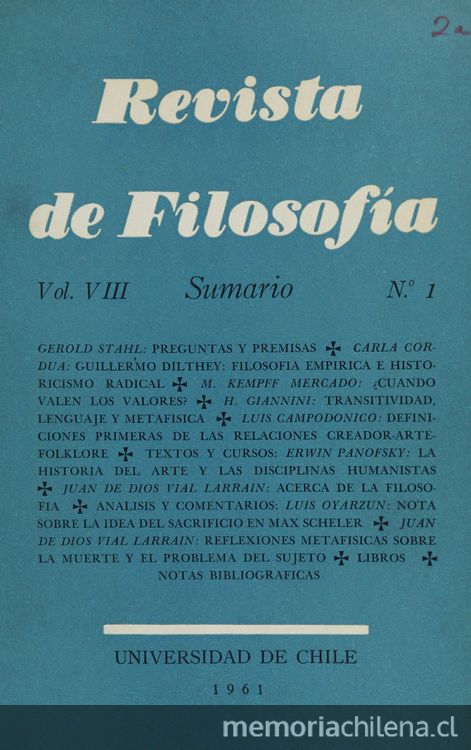 2a
Revista
de Filosofía
Vol. VIII Sumario N.º 1
GEROLD STAHL: PREGUNTAS Y PREMISAS ✠ CARLA COR-
DUA: GUILLERMO DILTHEY: FILOSOFIA EMPIRICA E HISTO-
RICISMO RADICAL ✠ M. KEMPFF MERCADO: ¿CUANDO
VALEN LOS VALORES? ✠ H. GIANNINI: TRANSITIVIDAD,
LENGUAJE Y METAFISICA ✠ LUIS CAMPODONICO: DEFINI-
CIONES PRIMERAS DE LAS RELACIONES CREADOR-ARTE-
FOLKLORE ✠ TEXTOS Y CURSOS: ERWIN PANOFSKY: LA
HISTORIA DEL ARTE Y LAS DISCIPLINAS HUMANISTAS
✠ JUAN DE DIOS VIAL LARRAIN: ACERCA DE LA FILOSO-
FIA ✠ ANALISIS Y COMENTARIOS: LUIS OYARZUN: NOTA
SOBRE LA IDEA DEL SACRIFICIO EN MAX SCHELER ✠ JUAN
DE DIOS VIAL LARRAIN: REFLEXIONES METAFISICAS SOBRE
LA MUERTE Y EL PROBLEMA DEL SUJETO ✠ LIBROS ✠
NOTAS BIBLIOGRAFICAS
UNIVERSIDAD DE CHILE
1961
memoriachilena.cl